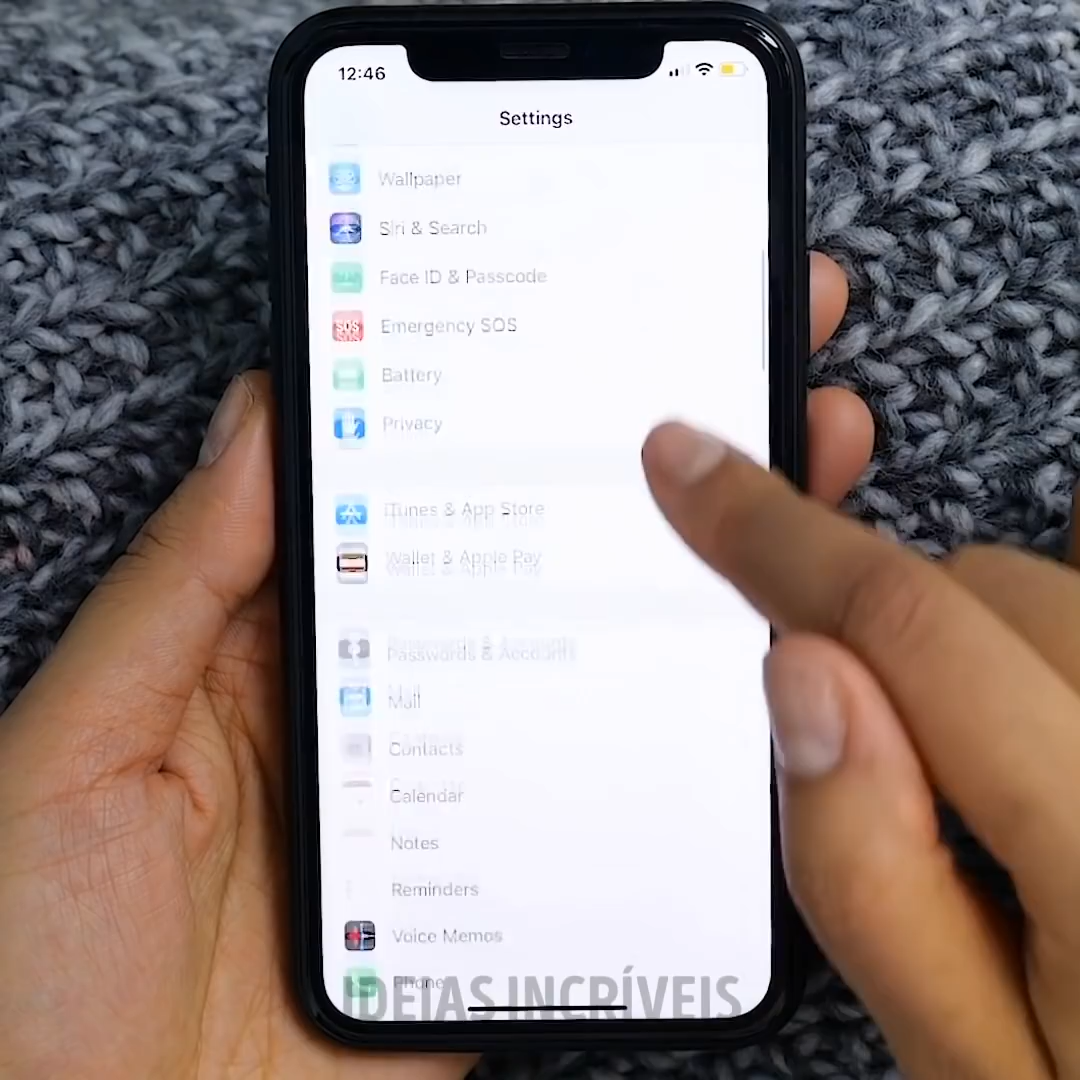 12:46
Settings
Wallpaper
Siri & Search
Face ID & Passcode
SOS
Emergency SOS
Battery
Privacy
iTunes & App Store
Wallet & Apple Pay
Passwords & Accounts
Mail
Contacts
Calendar
Notes
Reminders
Voice Memos
Phone
IDEIAS INCRÍVEIS